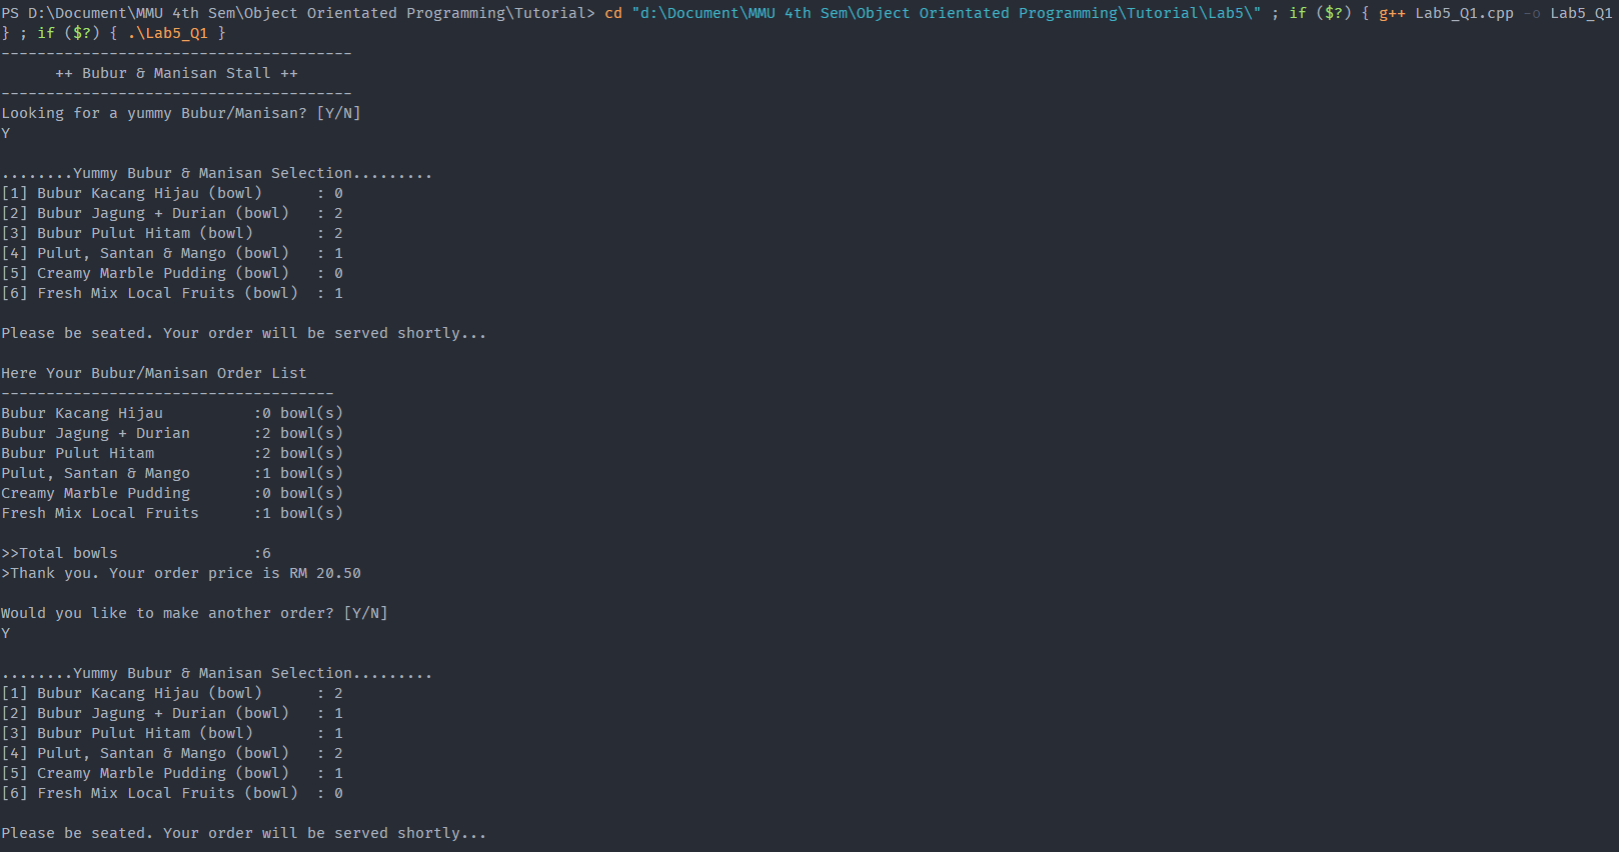 PS D:\Document\MMU 4th Sem\Object Orientated Programming\Tutorial> cd "d:\Document\MMU 4th Sem\Object Orientated Programming\Tutorial\Lab5\" ; if ($?) { g++ Lab5_Q1.cpp -o Lab5_Q1
} ; if ($?) { .\Lab5_Q1 }
---------------------------------------
      ++ Bubur & Manisan Stall ++
---------------------------------------
Looking for a yummy Bubur/Manisan? [Y/N]
Y

........Yummy Bubur & Manisan Selection.........
[1] Bubur Kacang Hijau (bowl)      : 0
[2] Bubur Jagung + Durian (bowl)   : 2
[3] Bubur Pulut Hitam (bowl)       : 2
[4] Pulut, Santan & Mango (bowl)   : 1
[5] Creamy Marble Pudding (bowl)   : 0
[6] Fresh Mix Local Fruits (bowl)  : 1

Please be seated. Your order will be served shortly...

Here Your Bubur/Manisan Order List
-------------------------------------
Bubur Kacang Hijau          :0 bowl(s)
Bubur Jagung + Durian       :2 bowl(s)
Bubur Pulut Hitam           :2 bowl(s)
Pulut, Santan & Mango       :1 bowl(s)
Creamy Marble Pudding       :0 bowl(s)
Fresh Mix Local Fruits      :1 bowl(s)

>>Total bowls               :6
>Thank you. Your order price is RM 20.50

Would you like to make another order? [Y/N]
Y

........Yummy Bubur & Manisan Selection.........
[1] Bubur Kacang Hijau (bowl)      : 2
[2] Bubur Jagung + Durian (bowl)   : 1
[3] Bubur Pulut Hitam (bowl)       : 1
[4] Pulut, Santan & Mango (bowl)   : 2
[5] Creamy Marble Pudding (bowl)   : 1
[6] Fresh Mix Local Fruits (bowl)  : 0

Please be seated. Your order will be served shortly...